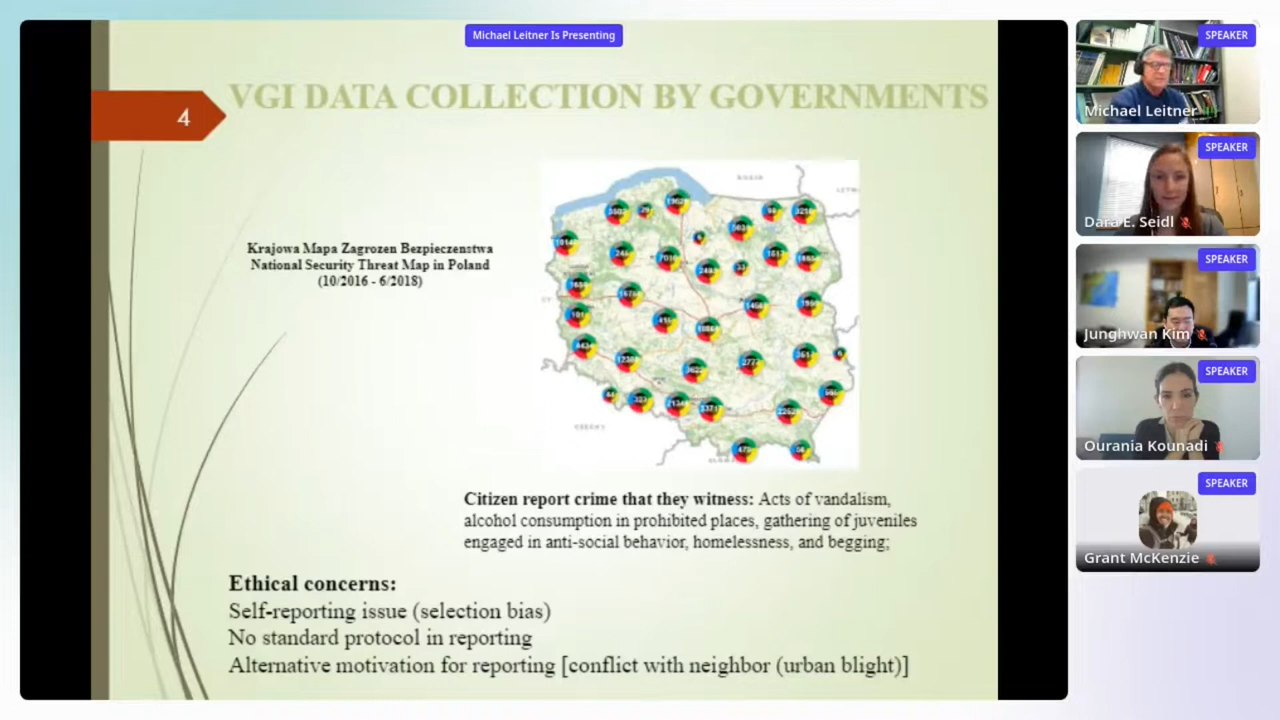 Michael Leitner Is Presenting
4
VGI DATA COLLECTION BY GOVERNMENTS
Krajowa Mapa Zagrozen Bezpieczenstwa
National Security Threat Map in Poland
(10/2016 - 6/2018)
Citizen report crime that they witness: Acts of vandalism,
alcohol consumption in prohibited places, gathering of juveniles
engaged in anti-social behavior, homelessness, and begging;
Ethical concerns:
Self-reporting issue (selection bias)
No standard protocol in reporting
Alternative motivation for reporting [conflict with neighbor (urban blight)]
SPEAKER
Michael Leitner
SPEAKER
Dara E. Seidl
SPEAKER
Junghwan Kim
SPEAKER
Ourania Kounadi
SPEAKER
Grant McKenzie